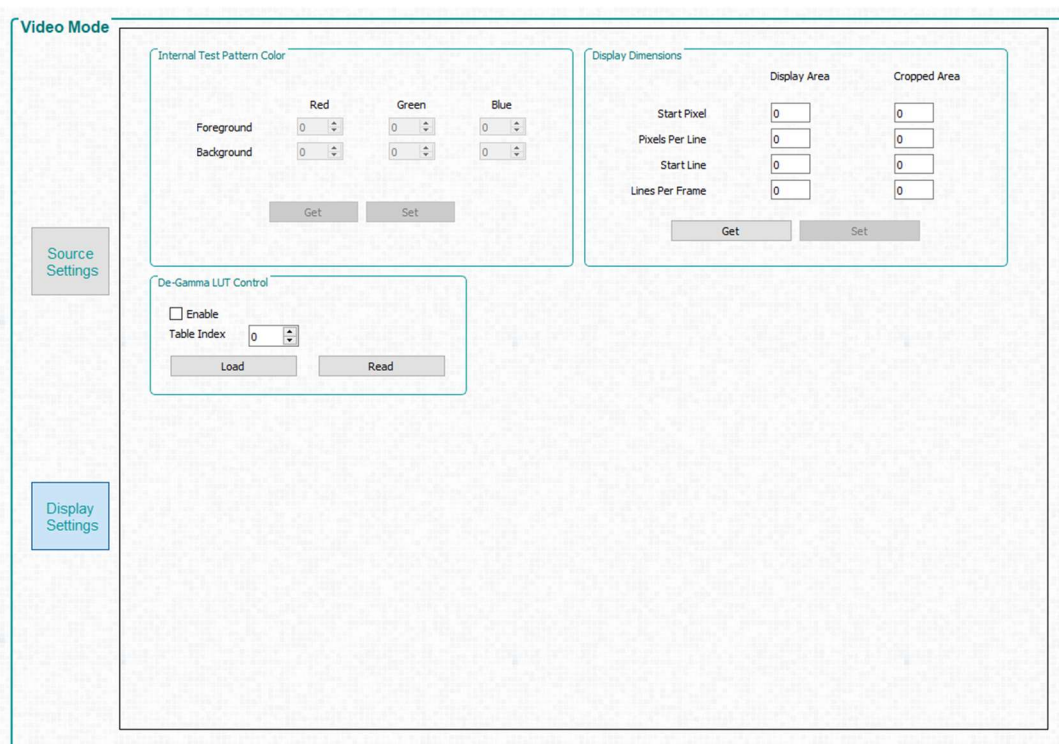 Video Mode
Internal Test Pattern Color
Red Green Blue
Foreground 0 0 0
Background 0 0 0
Get Set
Display Dimensions
Display Area Cropped Area
Start Pixel 0 0
Pixels Per Line 0 0
Start Line 0 0
Lines Per Frame 0 0
Get Set
Source
Settings
De-Gamma LUT Control
Enable
Table Index 0
Load Read
Display
Settings